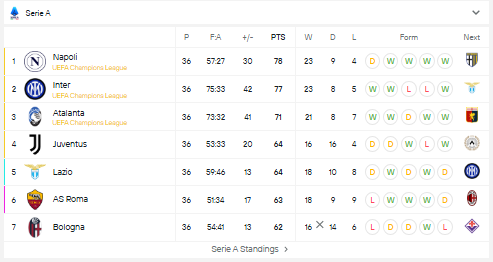 Serie A
P F:A +/- PTS W D L Form Next
1 Napoli 36 57:27 30 78 23 9 4 D W W W W
UEFA Champions League
2 Inter 36 75:33 42 77 23 8 5 W W L L W
UEFA Champions League
3 Atalanta 36 73:32 41 71 21 8 7 W W D W W
UEFA Champions League
4 Juventus 36 53:33 20 64 16 16 4 D D W L W
5 Lazio 36 59:46 13 64 18 10 8 D W D W D
6 AS Roma 36 51:34 17 63 18 9 9 L W W W D
7 Bologna 36 54:41 13 62 16 14 6 L D D W L
Serie A Standings >